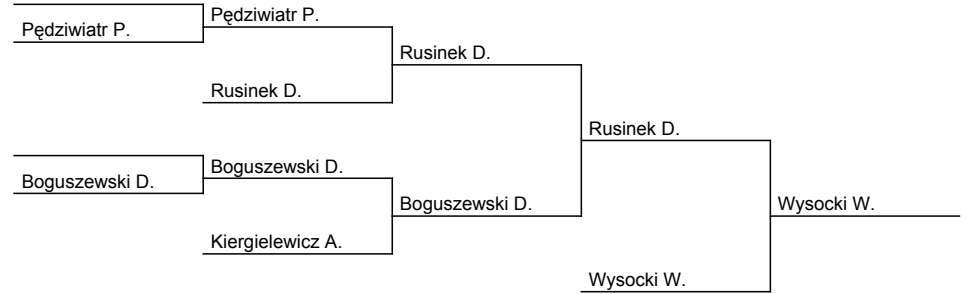 Pędziwiatr P.
Pędziwiatr P.
Rusinek D.
Rusinek D.
Rusinek D.
Boguszewski D.
Boguszewski D.
Boguszewski D.
Wysocki W.
Kiergielewicz A.
Wysocki W.